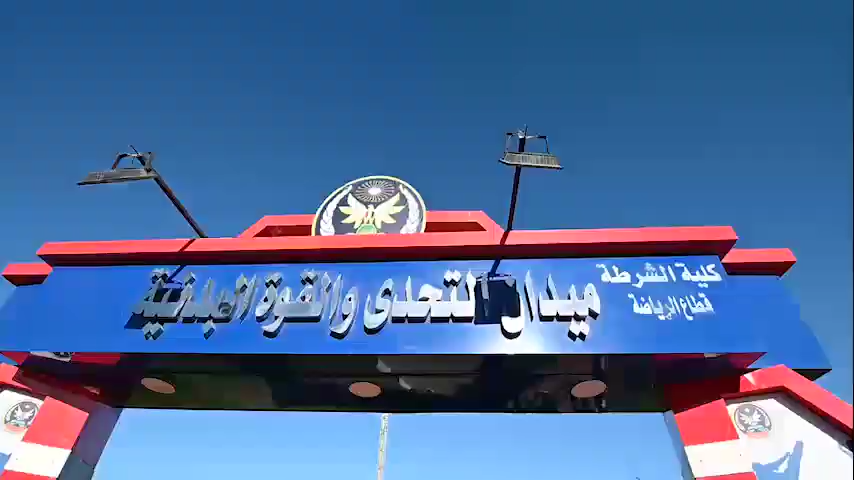 كلية الشرطة
قطاع الرياضة
ميدان التحدى والقوة البدنية